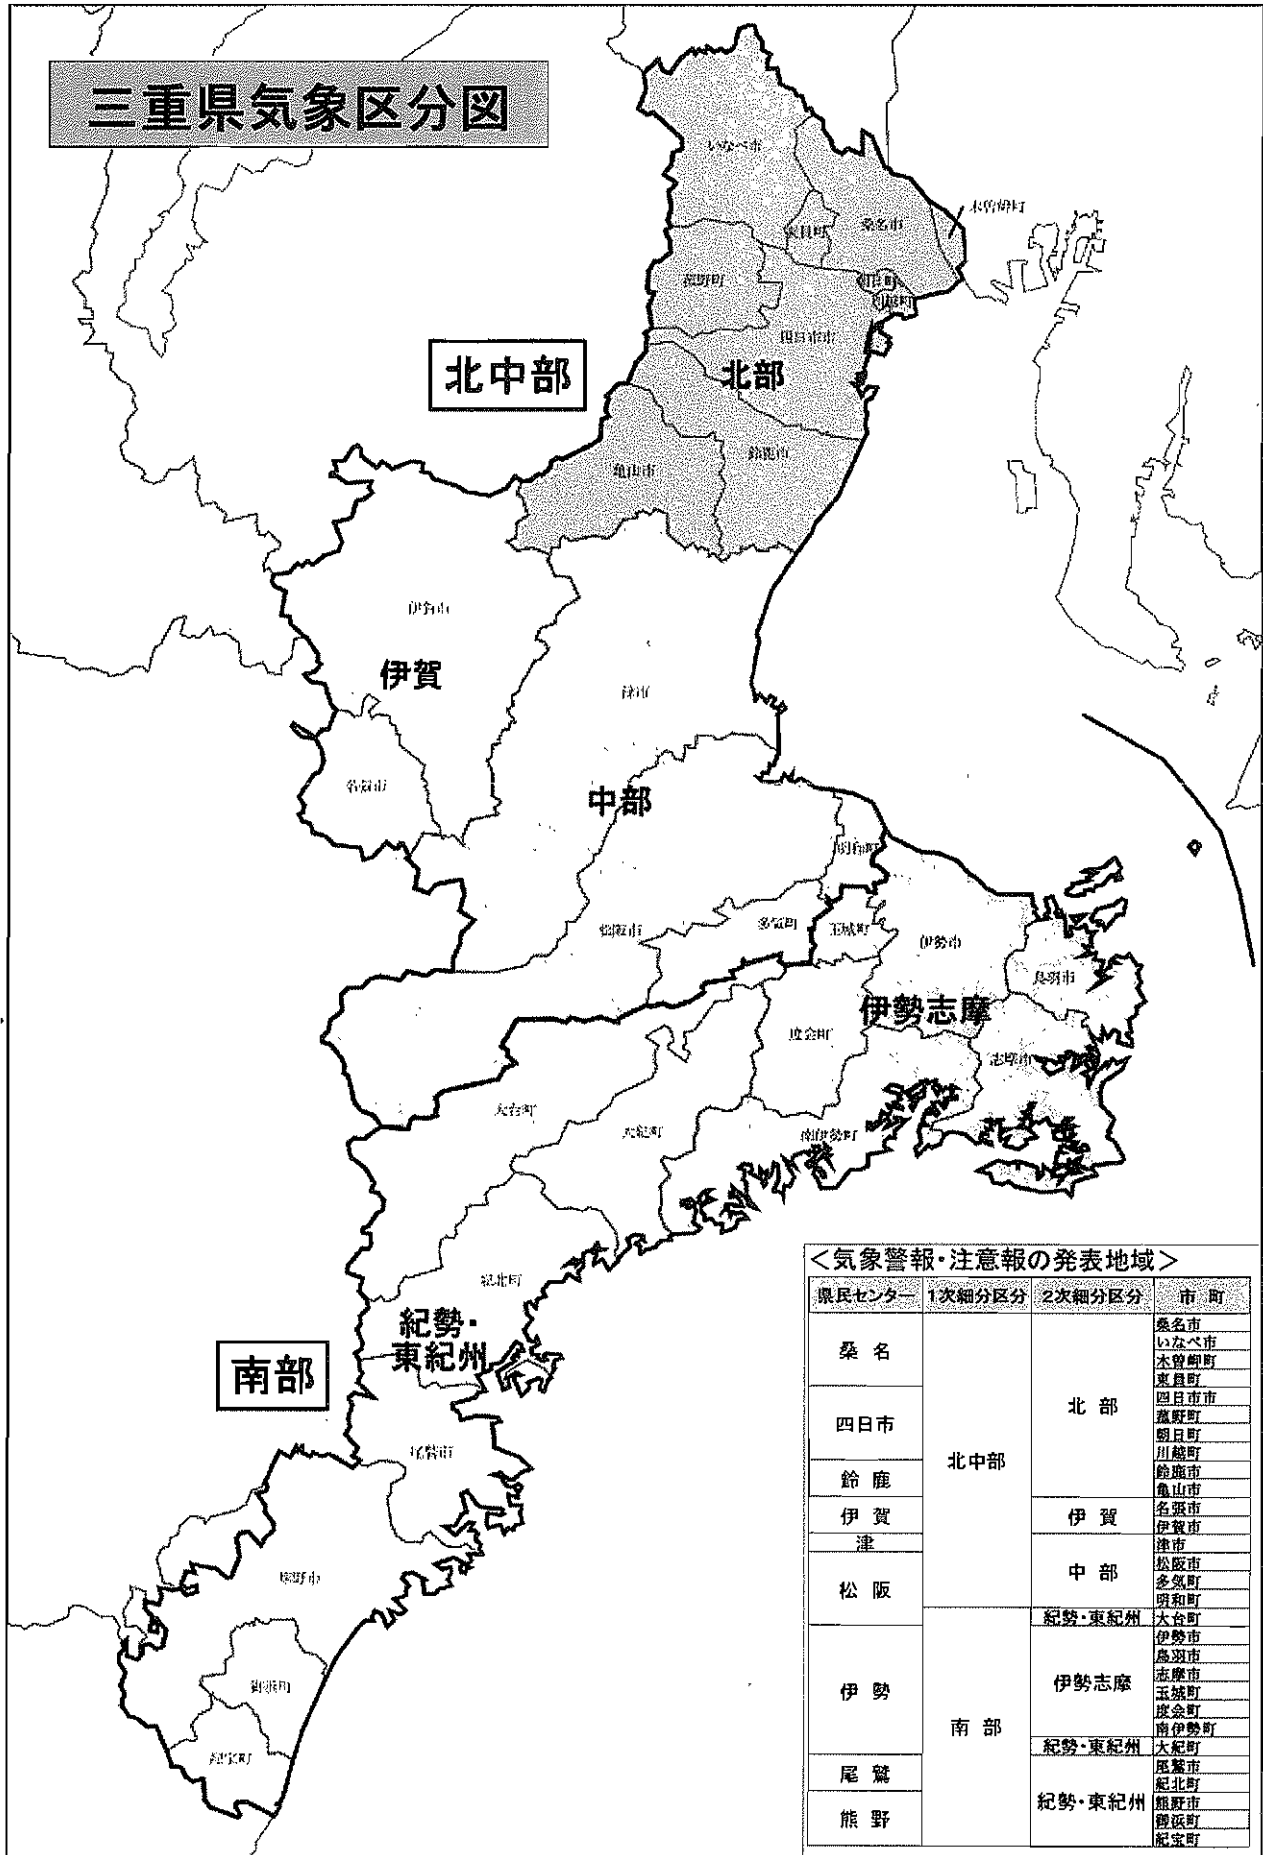 三重県気象区分図
いなべ市
木曽岬町
東員町
桑名市
菰野町
朝日町
川越町
四日市市
北中部
北部
亀山市
鈴鹿市
伊賀市
伊賀
津市
名張市
中部
明和町
松阪市
多気町
玉城町
伊勢市
鳥羽市
伊勢志摩
度会町
志摩市
大台町
大紀町
南伊勢町
紀北町
紀勢・
東紀州
南部
尾鷲市
熊野市
御浜町
紀宝町
<気象警報・注意報の発表地域>
県民センター 1次細分区分 2次細分区分 市町
桑名 北中部 北部 桑名市
いなべ市
木曽岬町
東員町
四日市 四日市市
菰野町
朝日町
川越町
鈴鹿 鈴鹿市
亀山市
伊賀 伊賀 名張市
伊賀市
津 中部 津市
松阪 松阪市
多気町
明和町
南部 紀勢・東紀州 大台町
伊勢 伊勢志摩 伊勢市
鳥羽市
志摩市
玉城町
度会町
南伊勢町
紀勢・東紀州 大紀町
尾鷲 紀勢・東紀州 尾鷲市
紀北町
熊野 熊野市
御浜町
紀宝町